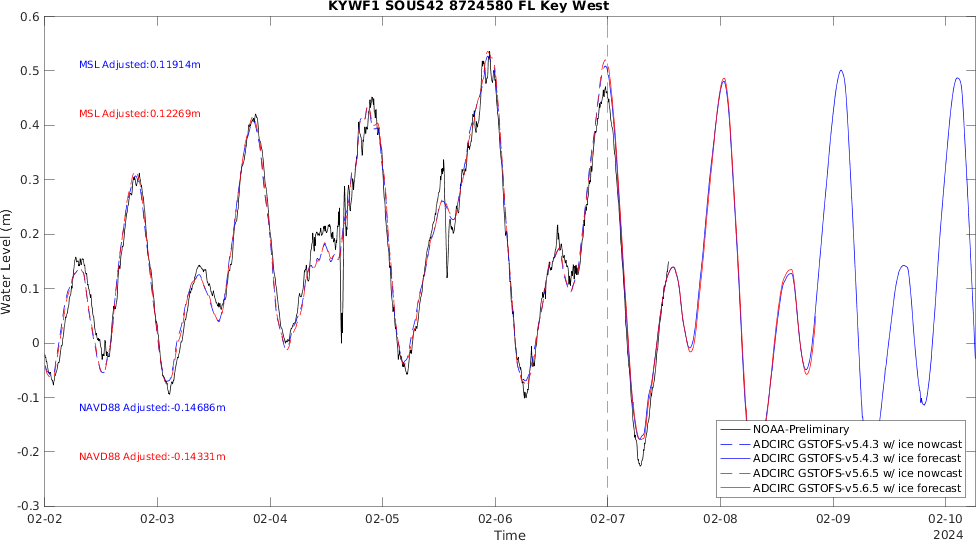 KYWF1 SOUS42 8724580 FL Key West
0.6
0.5
0.4
0.3
0.2
0.1
0
-0.1
-0.2
-0.3
Water Level (m)
MSL Adjusted:0.11914m
MSL Adjusted:0.12269m
NAVD88 Adjusted:-0.14686m
NAVD88 Adjusted:-0.14331m
NOAA-Preliminary
ADCIRC GSTOFS-v5.4.3 w/ ice nowcast
ADCIRC GSTOFS-v5.4.3 w/ ice forecast
ADCIRC GSTOFS-v5.6.5 w/ ice nowcast
ADCIRC GSTOFS-v5.6.5 w/ ice forecast
02-02 02-03 02-04 02-05 02-06 02-07 02-08 02-09 02-10
Time
2024